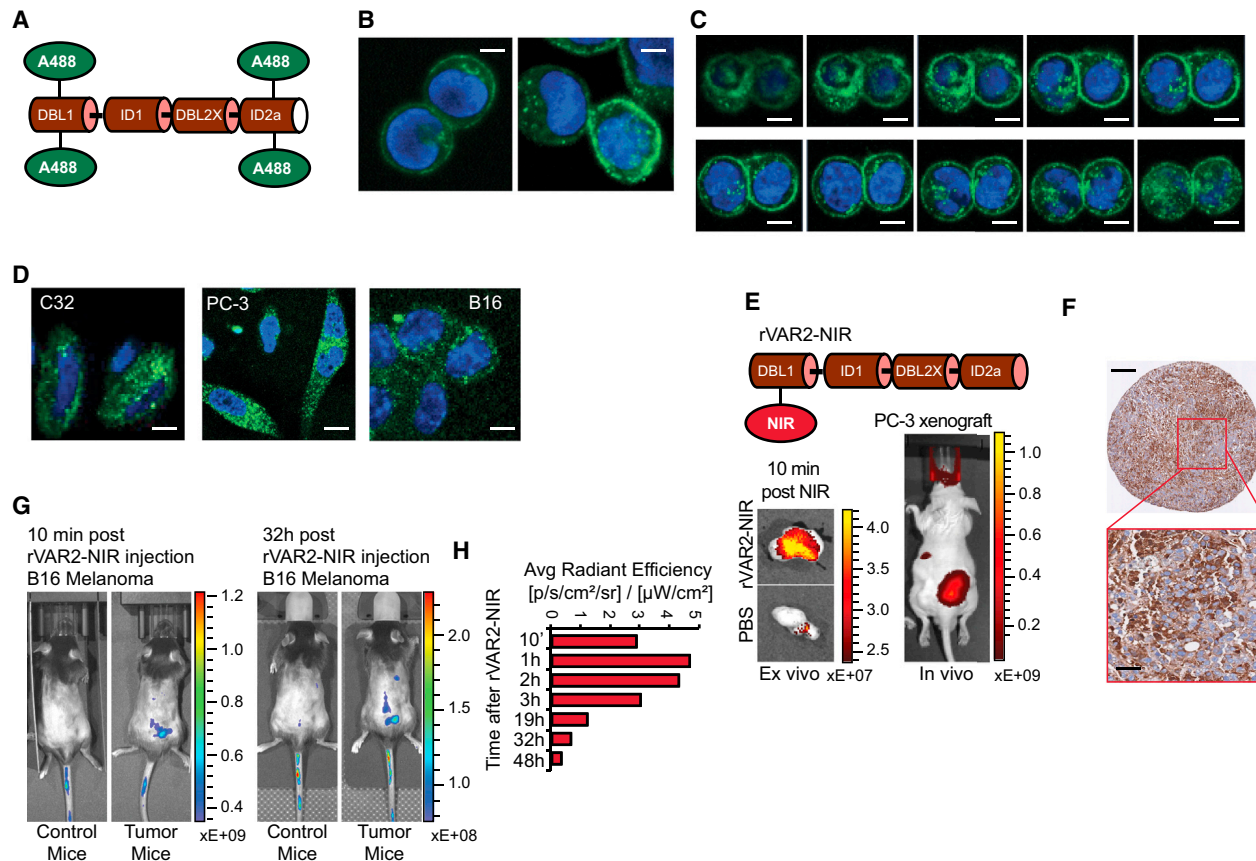 A
A488
A488
DBL1
ID1
DBL2X
ID2a
A488
A488
B
C
D
C32
PC-3
B16
E
rVAR2-NIR
DBL1
ID1
DBL2X
ID2a
NIR
10 min
post NIR
rVAR2-NIR
PBS
4.0
3.5
3.0
2.5
Ex vivo
xE+07
PC-3 xenograft
1.0
0.8
0.6
0.4
0.2
In vivo
xE+09
F
G
10 min post
rVAR2-NIR injection
B16 Melanoma
1.2
1.0
0.8
0.6
0.4
Control
Mice
Tumor
Mice
xE+09
32h post
rVAR2-NIR injection
B16 Melanoma
2.0
1.5
1.0
Control
Mice
Tumor
Mice
xE+08
H
Avg Radiant Efficiency
[p/s/cm²/sr] / [µW/cm²]
0
1
2
3
4
5
Time after rVAR2-NIR
10'
1h
2h
3h
19h
32h
48h